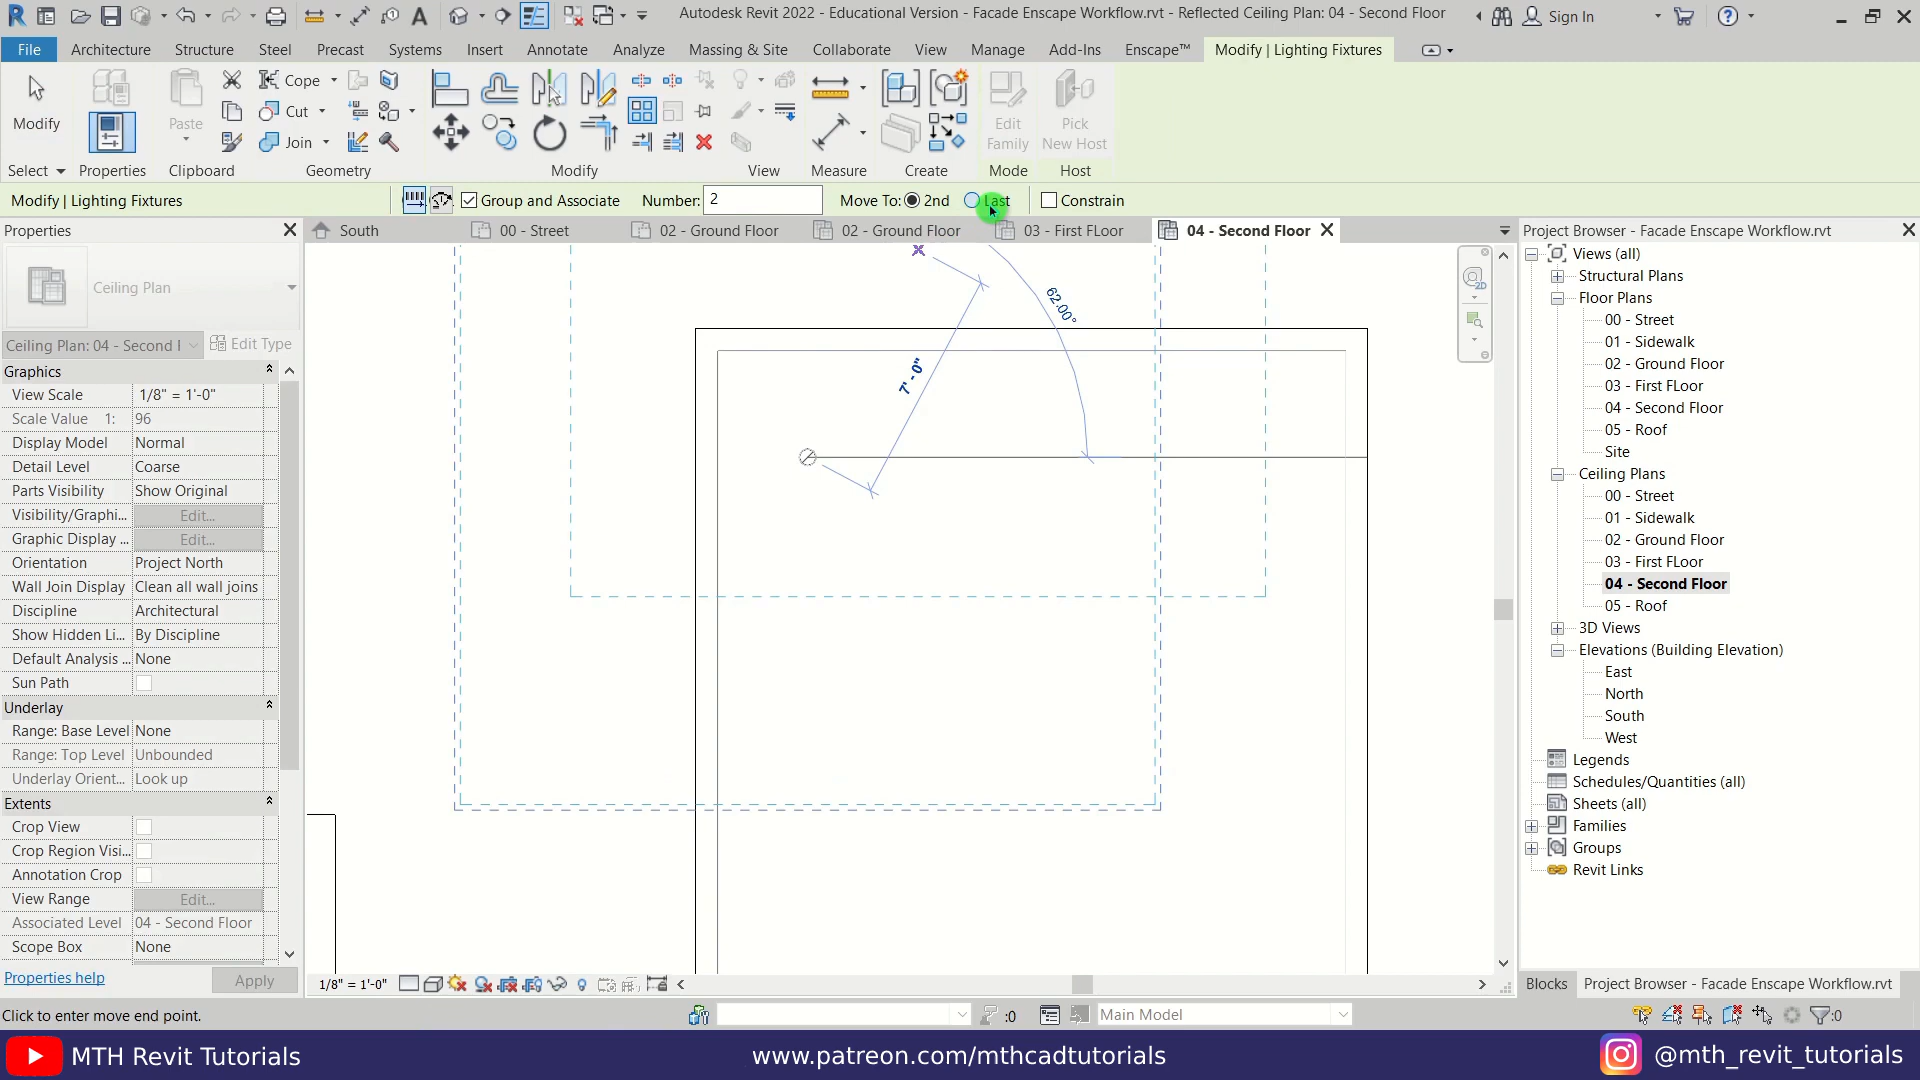 Autodesk Revit 2022 - Educational Version - Facade Enscape Workflow.rvt - Reflected Ceiling Plan: 04 - Second Floor
Sign In
File Architecture Structure Steel Precast Systems Insert Annotate Analyze Massing & Site Collaborate View Manage Add-Ins Enscape™ Modify | Lighting Fixtures
Modify
Paste
Cope
Cut
Join
Edit Family
Pick New Host
Select Properties Clipboard Geometry Modify View Measure Create Mode Host
Modify | Lighting Fixtures Group and Associate Number: 2 Move To: 2nd Last Constrain
Properties
South 00 - Street 02 - Ground Floor 02 - Ground Floor 03 - First FLoor 04 - Second Floor
Ceiling Plan
Ceiling Plan: 04 - Second Edit Type
Graphics
View Scale 1/8" = 1'-0"
Scale Value 1: 96
Display Model Normal
Detail Level Coarse
Parts Visibility Show Original
Visibility/Graphi... Edit...
Graphic Display ... Edit...
Orientation Project North
Wall Join Display Clean all wall joins
Discipline Architectural
Show Hidden Li... By Discipline
Default Analysis ... None
Sun Path
Underlay
Range: Base Level None
Range: Top Level Unbounded
Underlay Orient... Look up
Extents
Crop View
Crop Region Visi...
Annotation Crop
View Range Edit...
Associated Level 04 - Second Floor
Scope Box None
Properties help Apply
62.00°
7' - 0"
2D
Project Browser - Facade Enscape Workflow.rvt
Views (all)
Structural Plans
Floor Plans
00 - Street
01 - Sidewalk
02 - Ground Floor
03 - First FLoor
04 - Second Floor
05 - Roof
Site
Ceiling Plans
00 - Street
01 - Sidewalk
02 - Ground Floor
03 - First FLoor
04 - Second Floor
05 - Roof
3D Views
Elevations (Building Elevation)
East
North
South
West
Legends
Schedules/Quantities (all)
Sheets (all)
Families
Groups
Revit Links
1/8" = 1'-0"
Blocks Project Browser - Facade Enscape Workflow.rvt
Click to enter move end point. :0 Main Model :0
MTH Revit Tutorials www.patreon.com/mthcadtutorials @mth_revit_tutorials